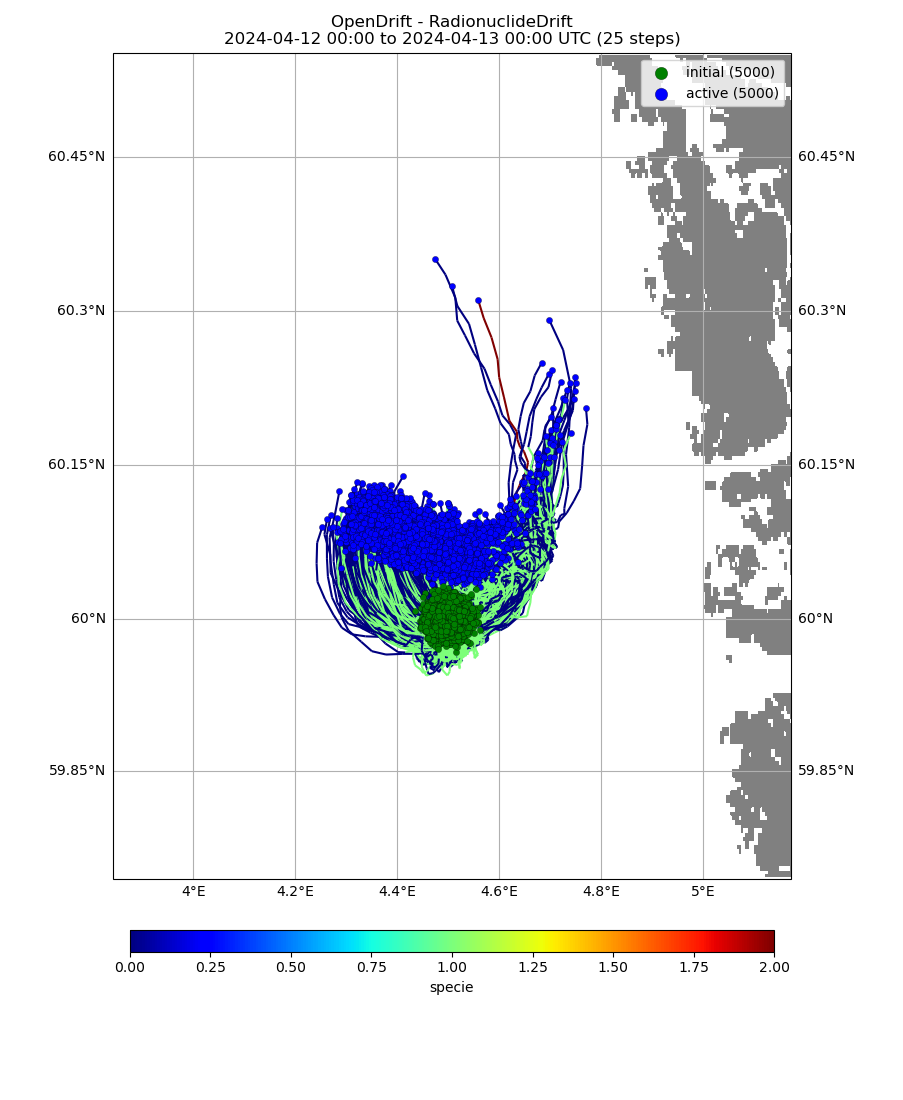 OpenDrift - RadionuclideDrift
2024-04-12 00:00 to 2024-04-13 00:00 UTC (25 steps)
initial (5000)
active (5000)
60.45°N 60.45°N
60.3°N 60.3°N
60.15°N 60.15°N
60°N 60°N
59.85°N 59.85°N
4°E 4.2°E 4.4°E 4.6°E 4.8°E 5°E
0.00 0.25 0.50 0.75 1.00 1.25 1.50 1.75 2.00
specie